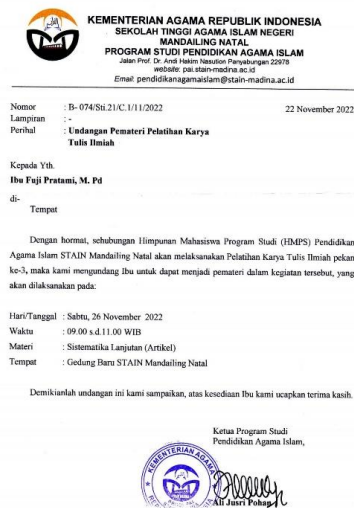 KEMENTERIAN AGAMA REPUBLIK INDONESIA
SEKOLAH TINGGI AGAMA ISLAM NEGERI
MANDAILING NATAL
PROGRAM STUDI PENDIDIKAN AGAMA ISLAM
Jalan Prof. Dr. Andi Hakim Nasution Panyabungan 22978
website: pai.stain-madina.ac.id
Email: pendidikanagamaislam@stain-madina.ac.id
Nomor : B- 074/Sti.21/C.1/11/2022 22 November 2022
Lampiran : -
Perihal : Undangan Pemateri Pelatihan Karya
Tulis Ilmiah
Kepada Yth.
Ibu Fuji Pratami, M. Pd
di-
Tempat
Dengan hormat, sehubungan Himpunan Mahasiswa Program Studi (HMPS) Pendidikan
Agama Islam STAIN Mandailing Natal akan melaksanakan Pelatihan Karya Tulis Ilmiah pekan
ke-3, maka kami mengundang Ibu untuk dapat menjadi pemateri dalam kegiatan tersebut, yang
akan dilaksanakan pada:
Hari/Tanggal : Sabtu, 26 November 2022
Waktu : 09.00 s.d.11.00 WIB
Materi : Sistematika Lanjutan (Artikel)
Tempat : Gedung Baru STAIN Mandailing Natal
Demikianlah undangan ini kami sampaikan, atas kesediaan Ibu kami ucapkan terima kasih.
Ketua Program Studi
Pendidikan Agama Islam,
KEMENTERIAN AGAMA
Ali Jusri Pohan